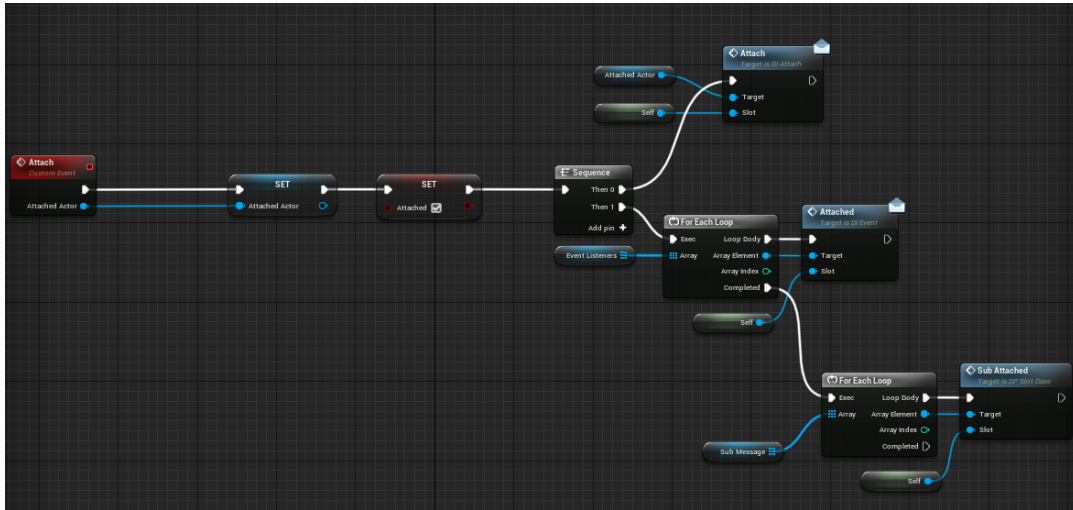 Attach
Custom Event
Attached Actor
SET
Attached Actor
SET
Attached
Sequence
Then 0
Then 1
Add pin
Attached Actor
Self
Attach
Target is DI Attach
Target
Slot
Event Listeners
For Each Loop
Exec
Loop Body
Array
Array Element
Array Index
Completed
Self
Attached
Target is DI Event
Target
Slot
For Each Loop
Exec
Loop Body
Array
Array Element
Array Index
Completed
Sub Message
Self
Sub Attached
Target is BP Slot Base
Target
Slot